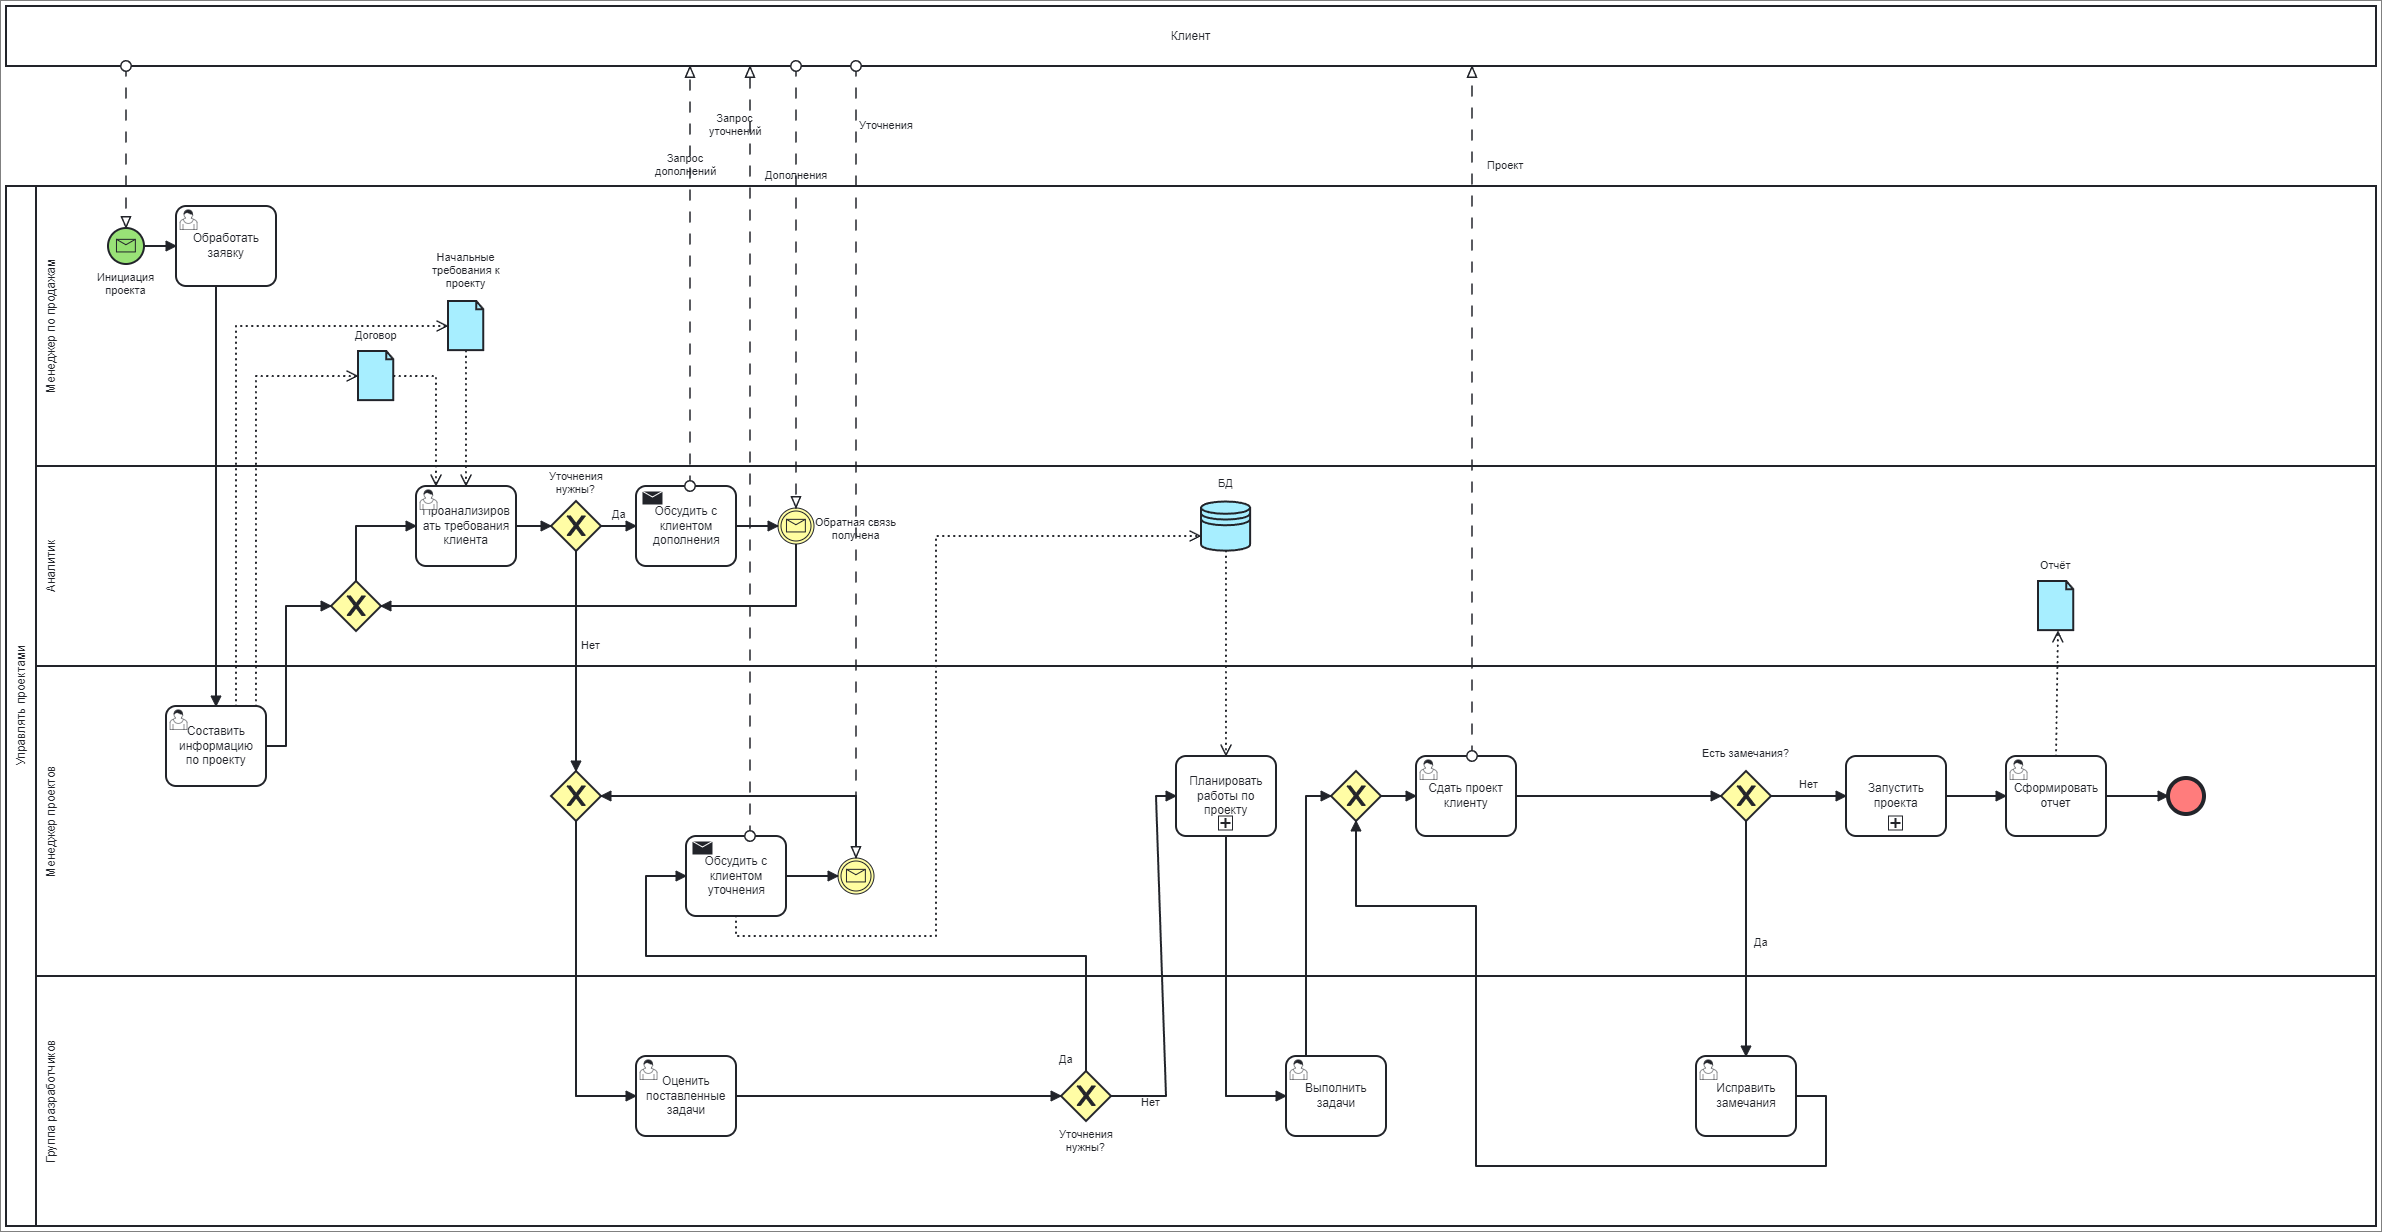 Клиент
Запрос
уточнений
Уточнения
Запрос
дополнений
Дополнения
Проект
Управлять проектами
Менеджер по продажам
Обработать
заявку
Инициация
проекта
Начальные
требования к
проекту
Договор
Аналитик
Уточнения
нужны?
Проанализиров
ать требования
клиента
Да
Обсудить с
клиентом
дополнения
Обратная связь
получена
БД
Отчёт
Нет
Менеджер проектов
Составить
информацию
по проекту
Обсудить с
клиентом
уточнения
Планировать
работы по
проекту
Сдать проект
клиенту
Есть замечания?
Нет
Запустить
проекта
Сформировать
отчет
Да
Группа разработчиков
Оценить
поставленные
задачи
Да
Нет
Уточнения
нужны?
Выполнить
задачи
Исправить
замечания